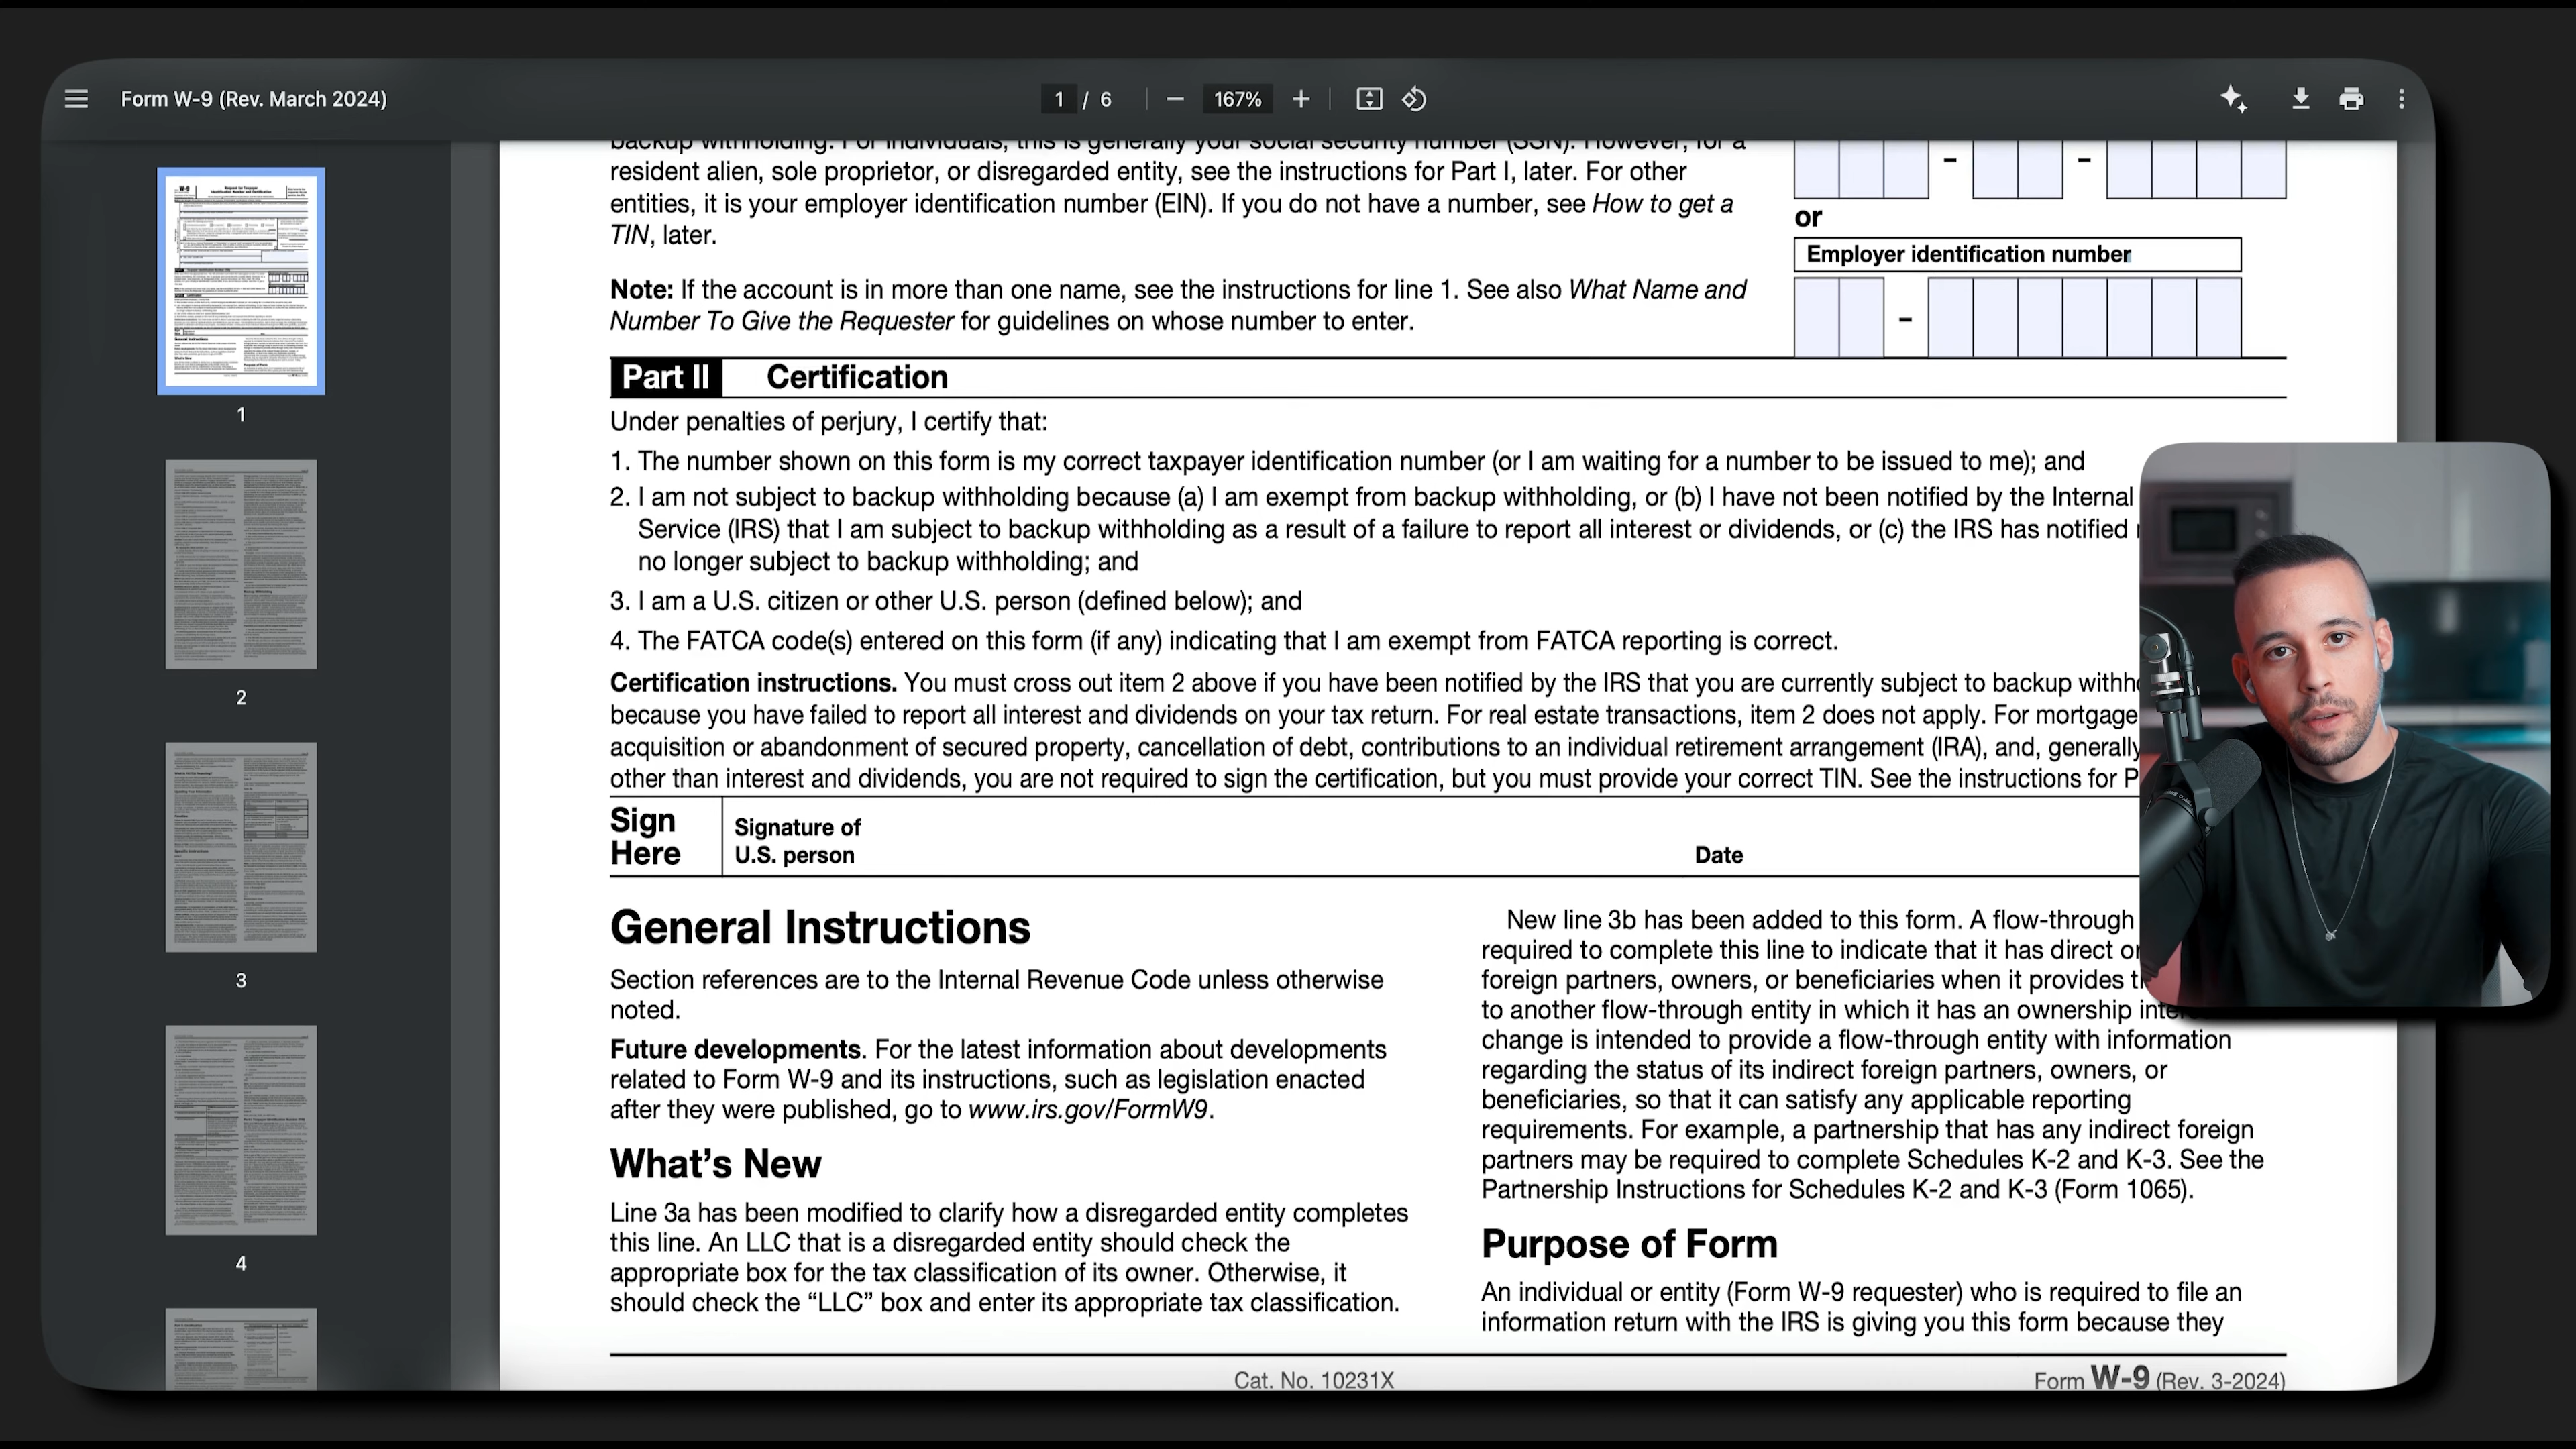 Form W-9 (Rev. March 2024)
1 / 6
167%
backup withholding. For individuals, this is generally your social security number (SSN). However, for a
resident alien, sole proprietor, or disregarded entity, see the instructions for Part I, later. For other
entities, it is your employer identification number (EIN). If you do not have a number, see How to get a
TIN, later.
Note: If the account is in more than one name, see the instructions for line 1. See also What Name and
Number To Give the Requester for guidelines on whose number to enter.
– –
or
Employer identification number
–
Part II Certification
Under penalties of perjury, I certify that:
1. The number shown on this form is my correct taxpayer identification number (or I am waiting for a number to be issued to me); and
2. I am not subject to backup withholding because (a) I am exempt from backup withholding, or (b) I have not been notified by the Internal
Service (IRS) that I am subject to backup withholding as a result of a failure to report all interest or dividends, or (c) the IRS has notified
no longer subject to backup withholding; and
3. I am a U.S. citizen or other U.S. person (defined below); and
4. The FATCA code(s) entered on this form (if any) indicating that I am exempt from FATCA reporting is correct.
Certification instructions. You must cross out item 2 above if you have been notified by the IRS that you are currently subject to backup withh
because you have failed to report all interest and dividends on your tax return. For real estate transactions, item 2 does not apply. For mortgage
acquisition or abandonment of secured property, cancellation of debt, contributions to an individual retirement arrangement (IRA), and, generally
other than interest and dividends, you are not required to sign the certification, but you must provide your correct TIN. See the instructions for P
Sign
Here
Signature of
U.S. person
Date
General Instructions
Section references are to the Internal Revenue Code unless otherwise
noted.
Future developments. For the latest information about developments
related to Form W-9 and its instructions, such as legislation enacted
after they were published, go to www.irs.gov/FormW9.
What's New
Line 3a has been modified to clarify how a disregarded entity completes
this line. An LLC that is a disregarded entity should check the
appropriate box for the tax classification of its owner. Otherwise, it
should check the “LLC” box and enter its appropriate tax classification.
New line 3b has been added to this form. A flow-through
required to complete this line to indicate that it has direct or
foreign partners, owners, or beneficiaries when it provides
to another flow-through entity in which it has an ownership
change is intended to provide a flow-through entity with information
regarding the status of its indirect foreign partners, owners, or
beneficiaries, so that it can satisfy any applicable reporting
requirements. For example, a partnership that has any indirect foreign
partners may be required to complete Schedules K-2 and K-3. See the
Partnership Instructions for Schedules K-2 and K-3 (Form 1065).
Purpose of Form
An individual or entity (Form W-9 requester) who is required to file an
information return with the IRS is giving you this form because they
Cat. No. 10231X
Form W-9 (Rev. 3-2024)
1
2
3
4